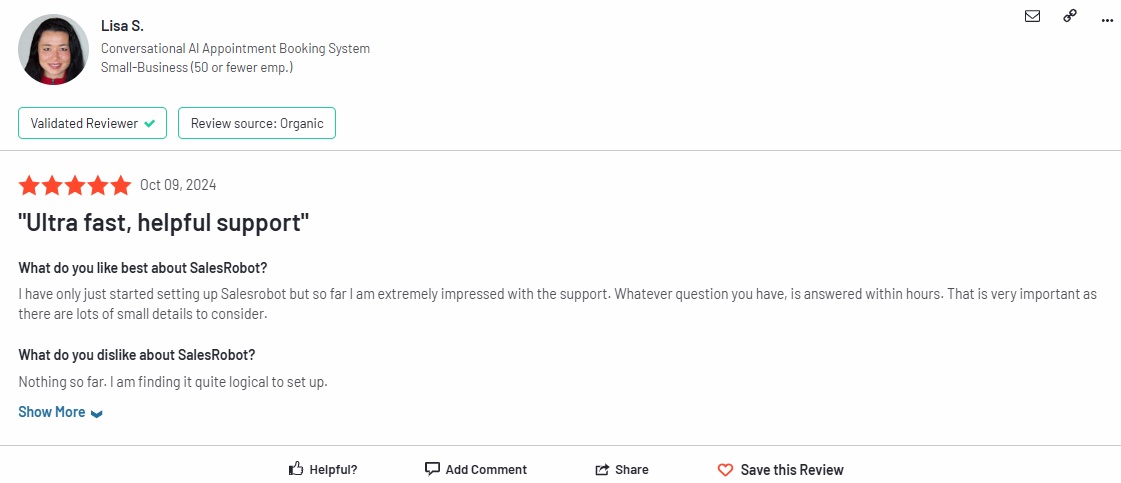 Lisa S.
Conversational AI Appointment Booking System
Small-Business (50 or fewer emp.)
Validated Reviewer
Review source: Organic
Oct 09, 2024
"Ultra fast, helpful support"
What do you like best about SalesRobot?
I have only just started setting up Salesrobot but so far I am extremely impressed with the support. Whatever question you have, is answered within hours. That is very important as
there are lots of small details to consider.
What do you dislike about SalesRobot?
Nothing so far. I am finding it quite logical to set up.
Show More
Helpful?
Add Comment
Share
Save this Review